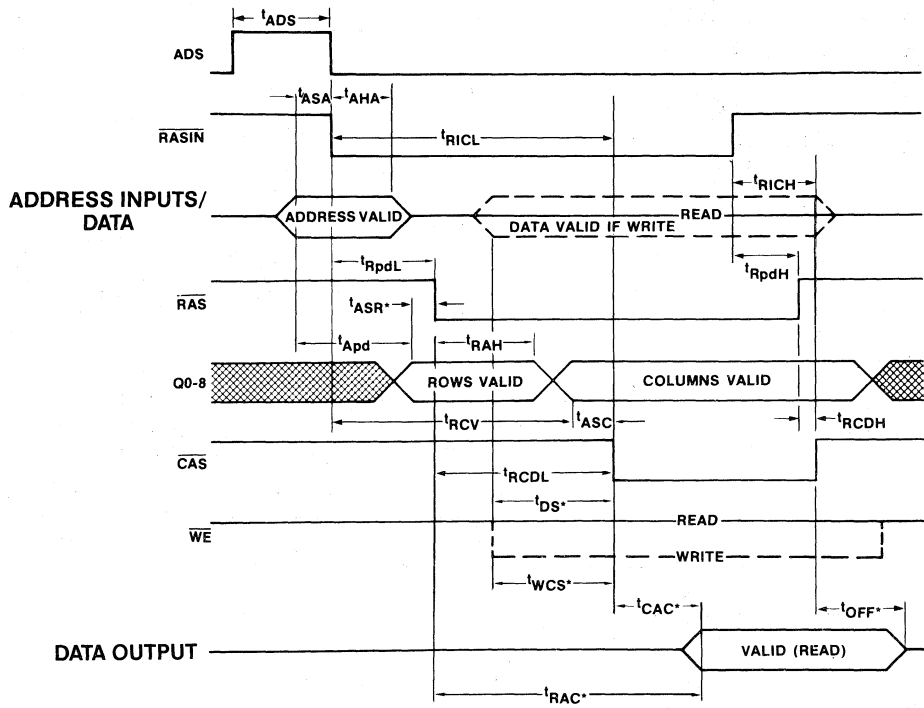 tADS
ADS
tASA tAHA
RASIN
tRICL
tRICH
ADDRESS INPUTS/
DATA
ADDRESS VALID
READ
DATA VALID IF WRITE
tRpdL
tRpdH
RAS
tASR*
tApd
tRAH
Q0-8
ROWS VALID
COLUMNS VALID
tRCV
tASC
tRCDH
CAS
tRCDL
tDS*
WE
READ
WRITE
tWCS*
tCAC*
tOFF*
DATA OUTPUT
VALID (READ)
tRAC*